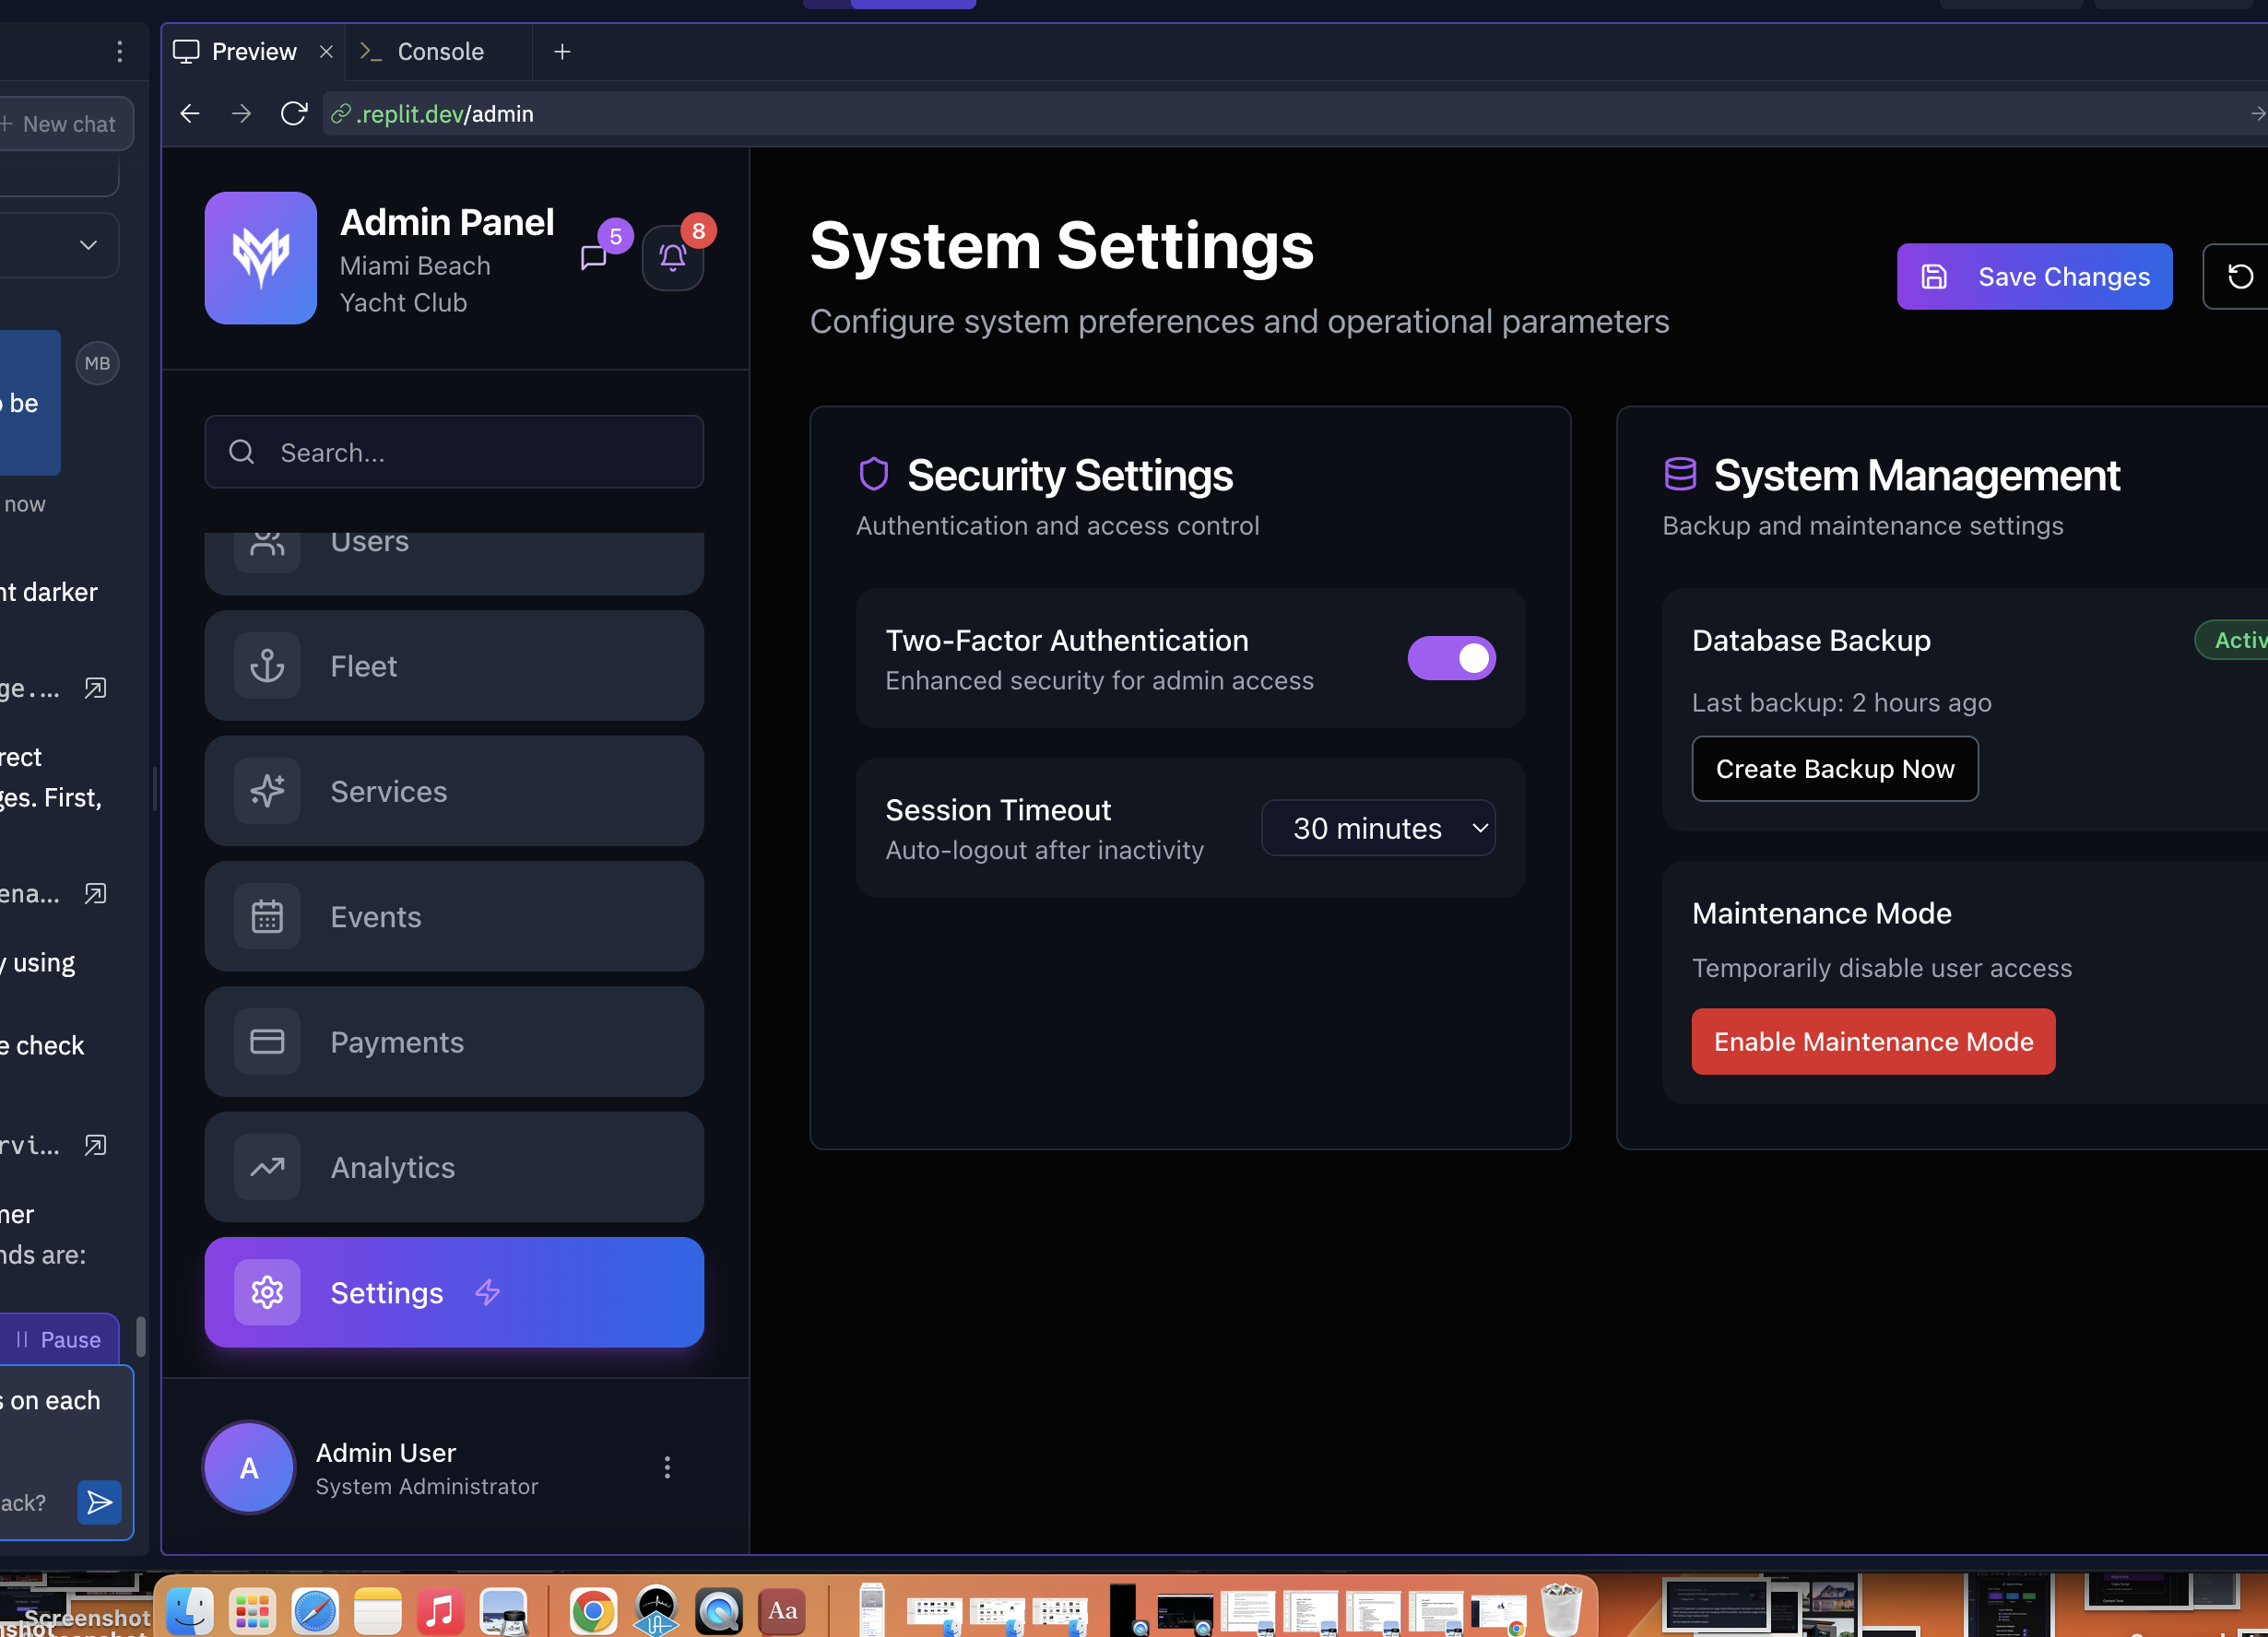 Preview
Console
New chat
.replit.dev/admin
Admin Panel
Miami Beach
Yacht Club
5
8
System Settings
Configure system preferences and operational parameters
Save Changes
MB
be
now
darker
ge....
ges. First,
ena...
using
check
rvi...
are:
Pause
on each
Search...
Users
Fleet
Services
Events
Payments
Analytics
Settings
A
Admin User
System Administrator
Security Settings
Authentication and access control
Two-Factor Authentication
Enhanced security for admin access
Session Timeout
Auto-logout after inactivity
30 minutes
System Management
Backup and maintenance settings
Database Backup
Activ
Last backup: 2 hours ago
Create Backup Now
Maintenance Mode
Temporarily disable user access
Enable Maintenance Mode
Screenshot
Aa